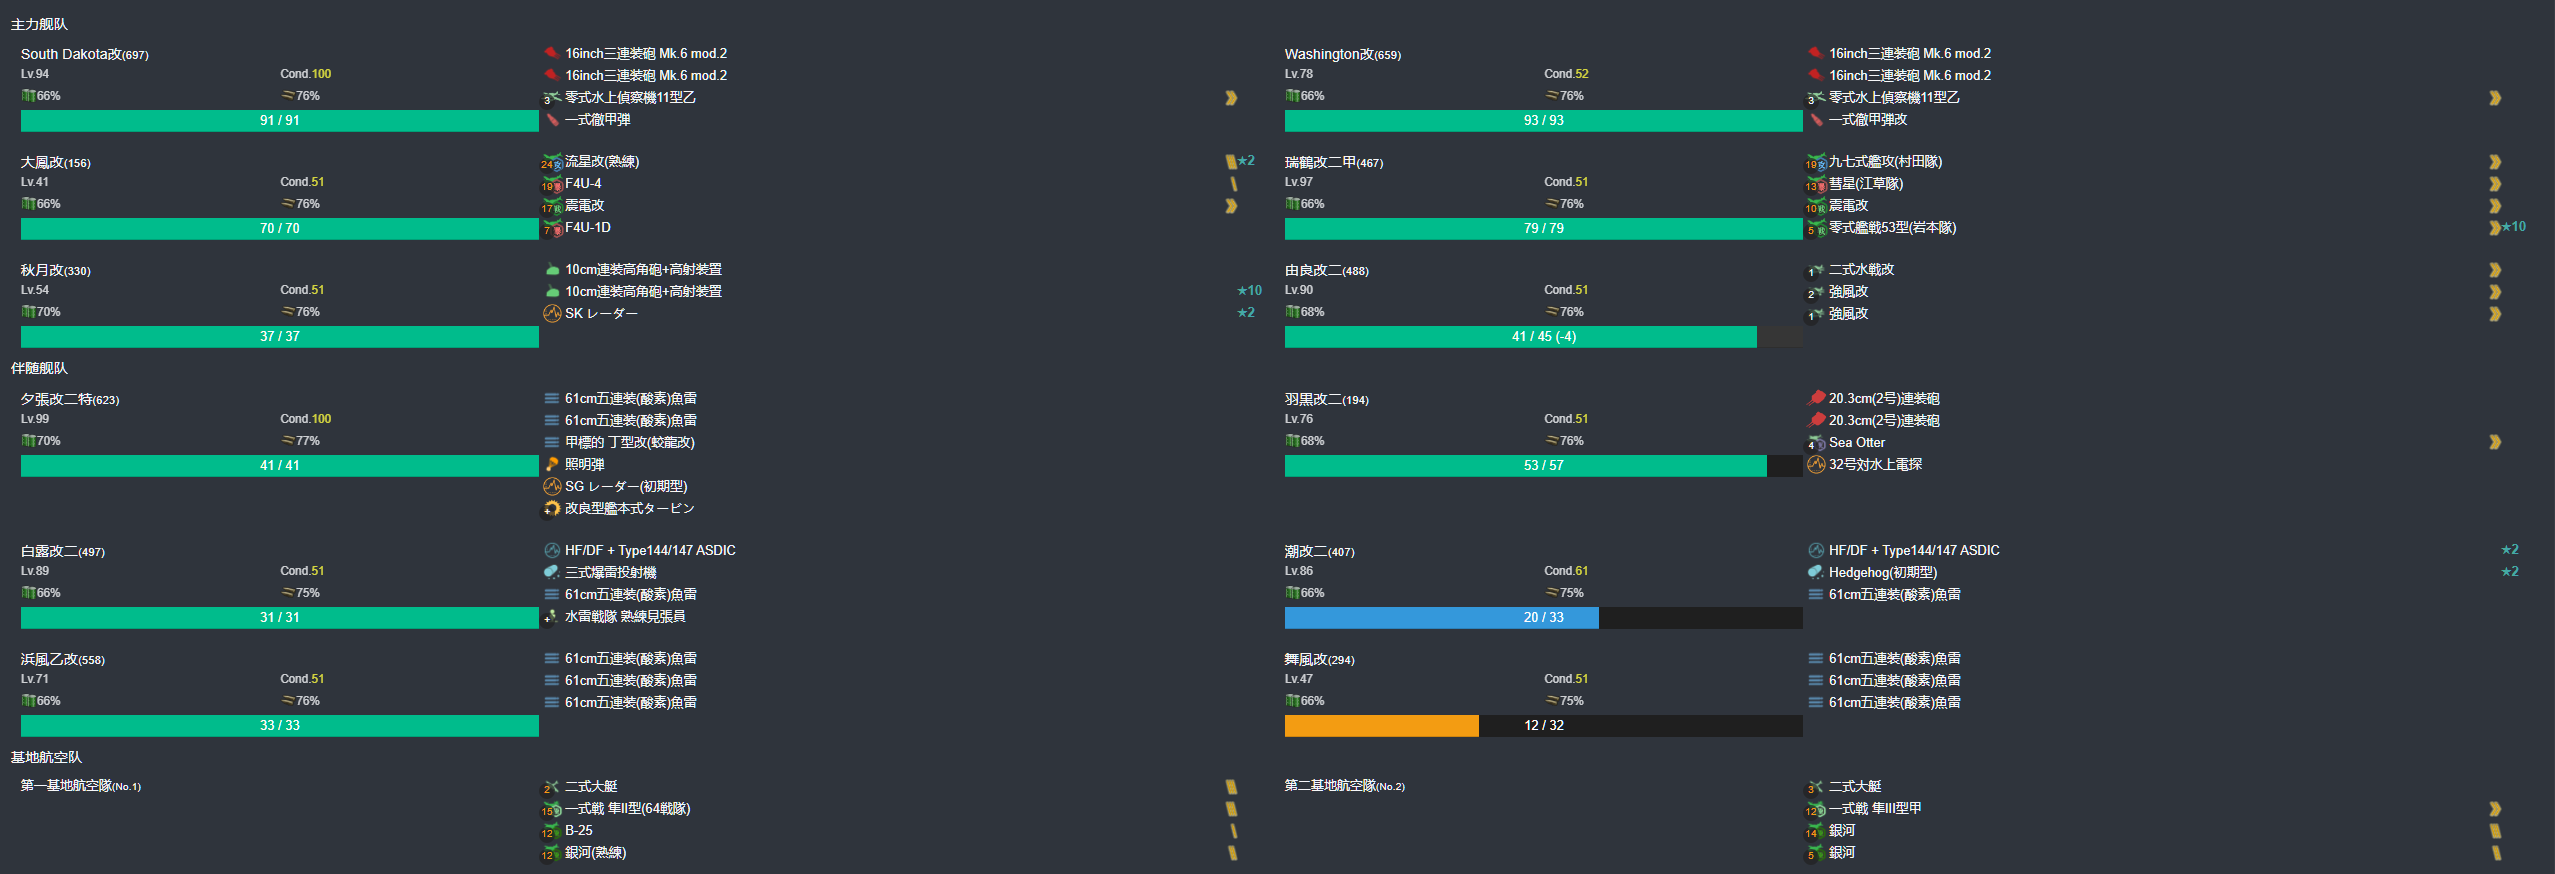 主力舰队
South Dakota改(697)
Lv.94 Cond.100
66% 76%
91 / 91
16inch三連装砲 Mk.6 mod.2
16inch三連装砲 Mk.6 mod.2
3 零式水上偵察機11型乙
一式徹甲弾
Washington改(659)
Lv.78 Cond.52
66% 76%
93 / 93
16inch三連装砲 Mk.6 mod.2
16inch三連装砲 Mk.6 mod.2
3 零式水上偵察機11型乙
一式徹甲弾改
大鳳改(156)
Lv.41 Cond.51
66% 76%
70 / 70
24 流星改(熟練) ★2
19 F4U-4
17 震電改
7 F4U-1D
瑞鶴改二甲(467)
Lv.97 Cond.51
66% 76%
79 / 79
19 九七式艦攻(村田隊)
13 彗星(江草隊)
10 震電改
5 零式艦戦53型(岩本隊) ★10
秋月改(330)
Lv.54 Cond.51
70% 76%
37 / 37
10cm連装高角砲+高射装置
10cm連装高角砲+高射装置 ★10
SK レーダー ★2
由良改二(488)
Lv.90 Cond.51
68% 76%
41 / 45 (-4)
1 二式水戦改
2 強風改
1 強風改
伴随舰队
夕張改二特(623)
Lv.99 Cond.100
70% 77%
41 / 41
61cm五連装(酸素)魚雷
61cm五連装(酸素)魚雷
甲標的 丁型改(蛟龍改)
照明弾
SG レーダー(初期型)
+ 改良型艦本式タービン
羽黒改二(194)
Lv.76 Cond.51
68% 76%
53 / 57
20.3cm(2号)連装砲
20.3cm(2号)連装砲
4 Sea Otter
32号対水上電探
白露改二(497)
Lv.89 Cond.51
66% 75%
31 / 31
HF/DF + Type144/147 ASDIC
三式爆雷投射機
61cm五連装(酸素)魚雷
+ 水雷戦隊 熟練見張員
潮改二(407)
Lv.86 Cond.61
66% 75%
20 / 33
HF/DF + Type144/147 ASDIC ★2
Hedgehog(初期型) ★2
61cm五連装(酸素)魚雷
浜風乙改(558)
Lv.71 Cond.51
66% 76%
33 / 33
61cm五連装(酸素)魚雷
61cm五連装(酸素)魚雷
61cm五連装(酸素)魚雷
舞風改(294)
Lv.47 Cond.51
66% 75%
12 / 32
61cm五連装(酸素)魚雷
61cm五連装(酸素)魚雷
61cm五連装(酸素)魚雷
基地航空队
第一基地航空隊(No.1)
2 二式大艇
15 一式戦 隼II型(64戦隊)
12 B-25
12 銀河(熟練)
第二基地航空隊(No.2)
3 二式大艇
12 一式戦 隼III型甲
14 銀河
5 銀河